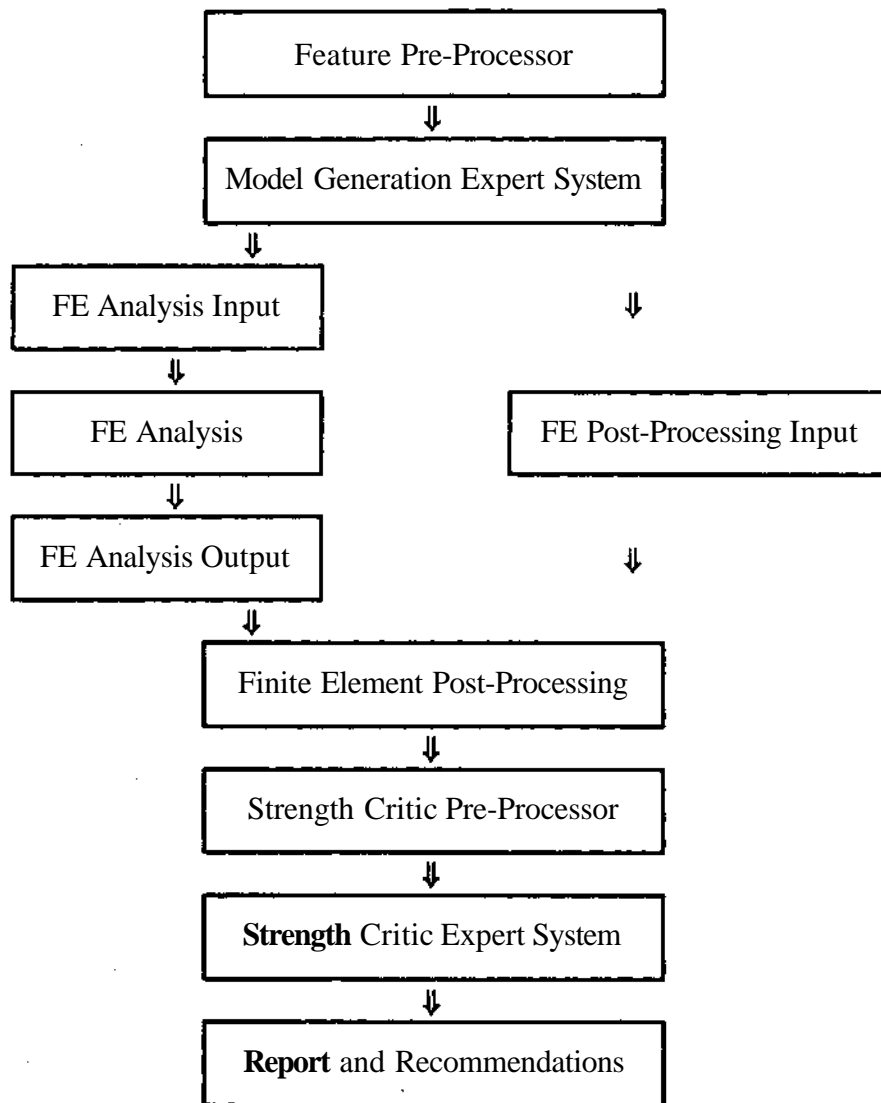 Feature Pre-Processor
Model Generation Expert System
FE Analysis Input
FE Analysis
FE Post-Processing Input
FE Analysis Output
Finite Element Post-Processing
Strength Critic Pre-Processor
Strength Critic Expert System
Report and Recommendations